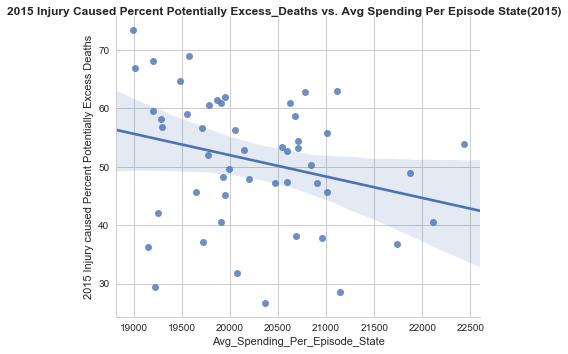 2015 Injury Caused Percent Potentially Excess_Deaths vs. Avg Spending Per Episode State(2015)
2015 Injury caused Percent Potentially Excess Deaths
70
60
50
40
30
19000 19500 20000 20500 21000 21500 22000 22500
Avg_Spending_Per_Episode_State